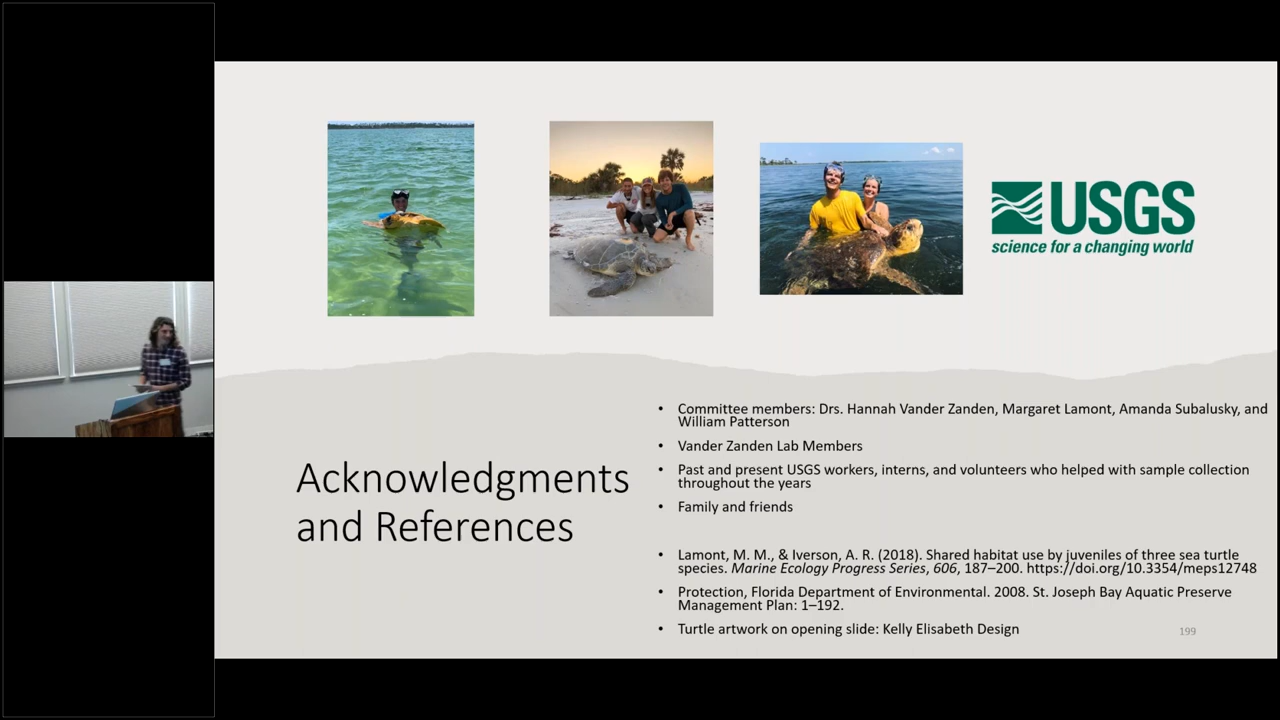 USGS
science for a changing world
Acknowledgments
and References
• Committee members: Drs. Hannah Vander Zanden, Margaret Lamont, Amanda Subalusky, and
William Patterson
• Vander Zanden Lab Members
• Past and present USGS workers, interns, and volunteers who helped with sample collection
throughout the years
• Family and friends
• Lamont, M. M., & Iverson, A. R. (2018). Shared habitat use by juveniles of three sea turtle
species. Marine Ecology Progress Series, 606, 187–200. https://doi.org/10.3354/meps12748
• Protection, Florida Department of Environmental. 2008. St. Joseph Bay Aquatic Preserve
Management Plan: 1–192.
• Turtle artwork on opening slide: Kelly Elisabeth Design
199